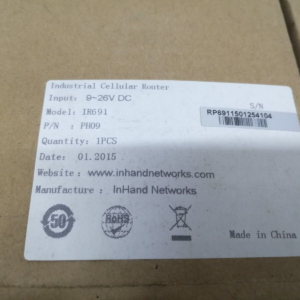 Industrial Cellular Router
Input: 9-26V DC
Model: IR691
S/N
RP6911501254104
P/N : PH09
Quantity: 1PCS
Date: 01.2015
Website : www.inhandnetworks.com
Manufacture : InHand Networks
50
RoHS
Made in China